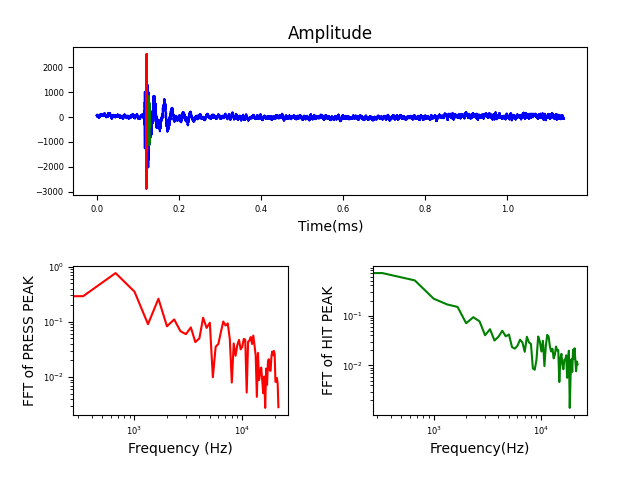 Amplitude
2000
1000
0
−1000
−2000
−3000
0.0 0.2 0.4 0.6 0.8 1.0
Time(ms)
FFT of PRESS PEAK
10⁰
10⁻¹
10⁻²
10³ 10⁴
Frequency (Hz)
FFT of HIT PEAK
10⁻¹
10⁻²
10³ 10⁴
Frequency(Hz)